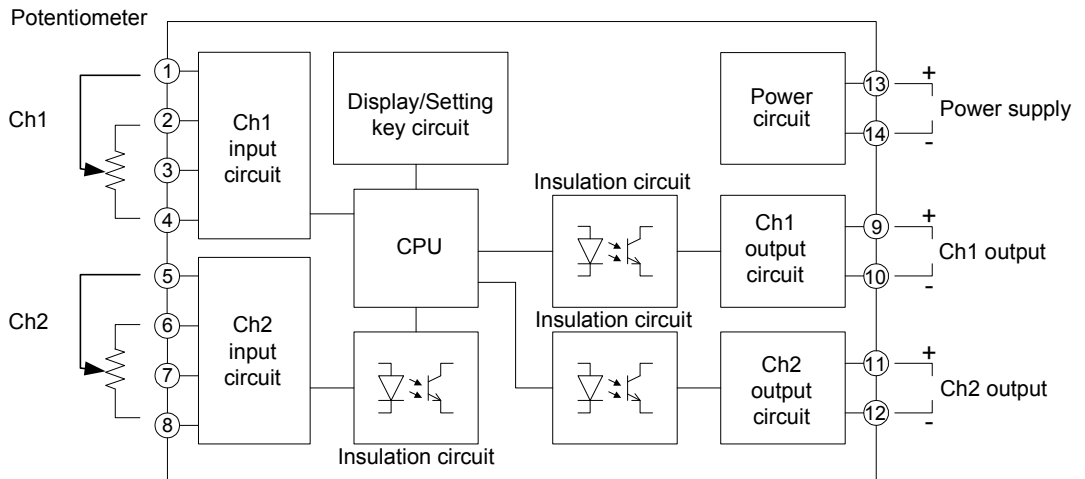 Potentiometer
Ch1
1
2
3
4
Ch1
input
circuit
Display/Setting
key circuit
Power
circuit
13
14
+
Power supply
-
Insulation circuit
CPU
Ch1
output
circuit
9
10
+
Ch1 output
-
Ch2
5
6
7
8
Ch2
input
circuit
Insulation circuit
Insulation circuit
Ch2
output
circuit
11
12
+
Ch2 output
-